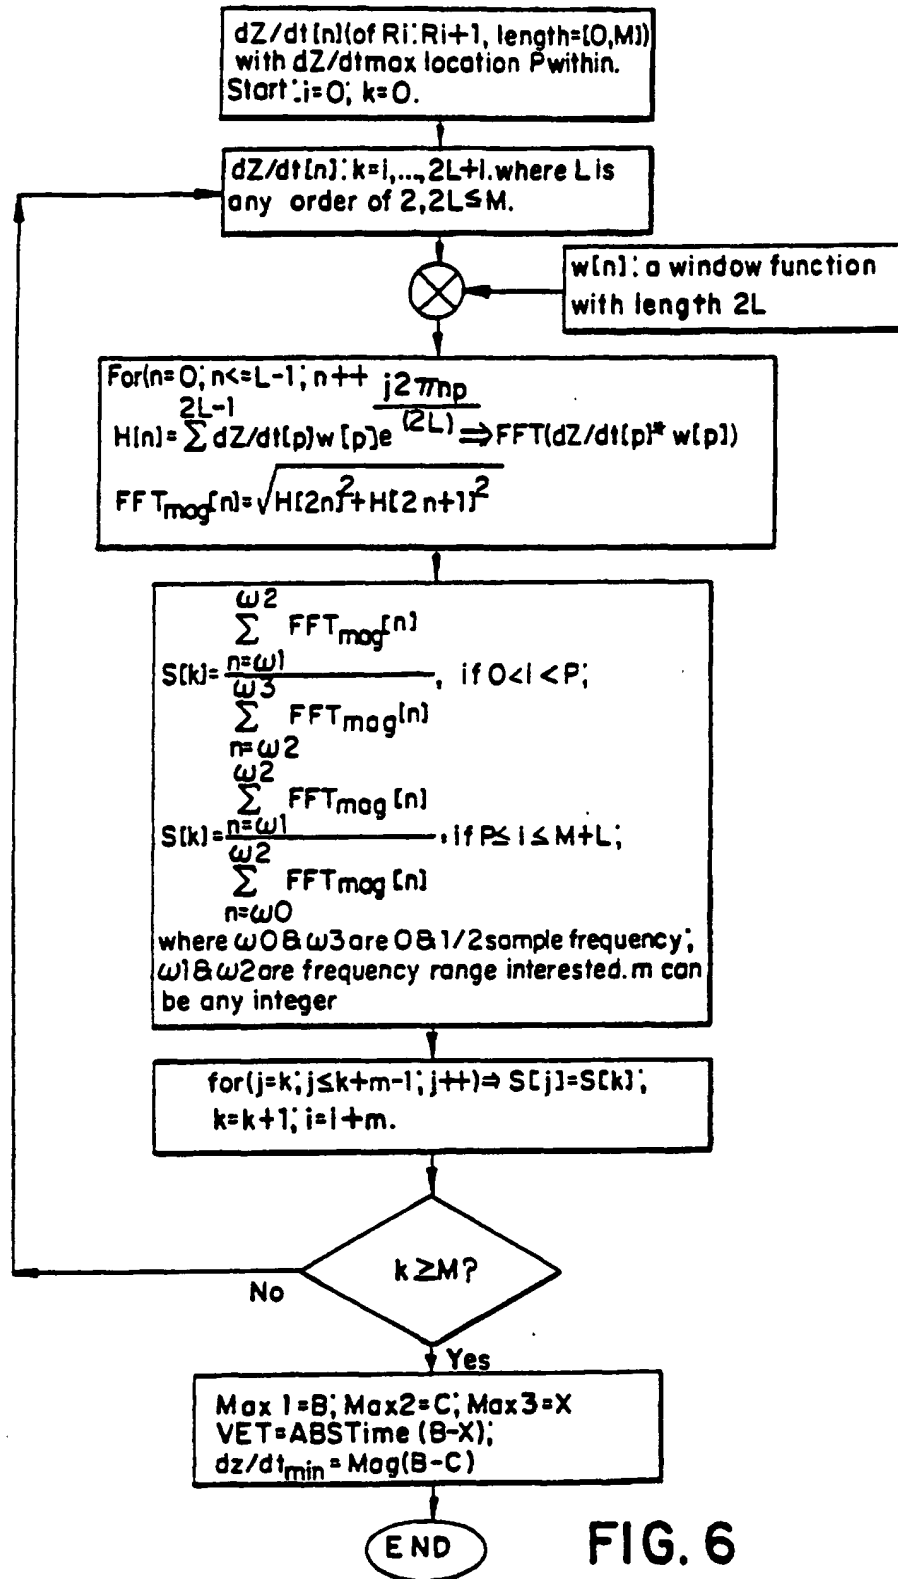 dZ/dt[n](of Ri:Ri+1, length=[0,M])
with dZ/dtmax location P within.
Start:i=0; k=0.
dZ/dt[n]:k=i,...,2L+i.where L is
any order of 2,2L≤M.
w[n]: a window function
with length 2L
For(n=0; n<=L-1; n++
2L-1
j2πnp
(2L)
H[n]=∑ dZ/dt[p]w[p]e ⇒FFT(dZ/dt[p]* w[p])
FFTmag[n]=√H[2n]²+H[2n+1]²
ω2
∑ FFTmag[n]
n=ω1
S[k]= , if 0<i<P;
ω3
∑ FFTmag[n]
n=ω2
ω2
∑ FFTmag[n]
n=ω1
S[k]= , if P≤ i ≤ M+L;
ω2
∑ FFTmag[n]
n=ω0
where ω0 & ω3 are 0 & 1/2 sample frequency;
ω1 & ω2 are frequency range interested. m can
be any integer
for(j=k; j≤k+m-1; j++)⇒ S[j]=S[k];
k=k+1; i=i+m.
k≥M?
No
Yes
Max 1=B; Max2=C; Max3=X
VET=ABSTime (B-X);
dz/dtmin=Mag(B-C)
END
FIG. 6